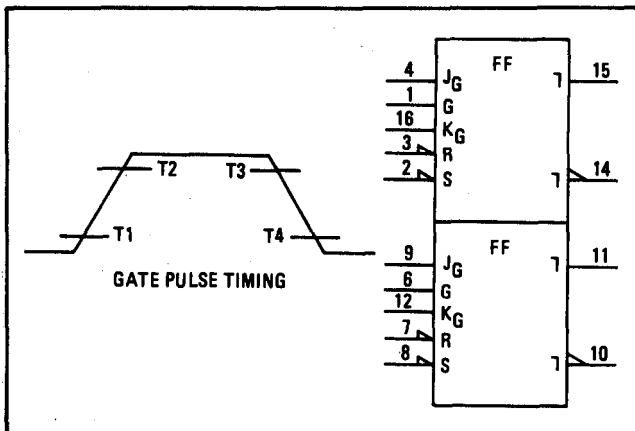 T1
T2
T3
T4
GATE PULSE TIMING
FF
4 JG ┐ 15
1 G
16 KG
3 R
2 S ┐ 14
FF
9 JG ┐ 11
6 G
12 KG
7 R
8 S ┐ 10